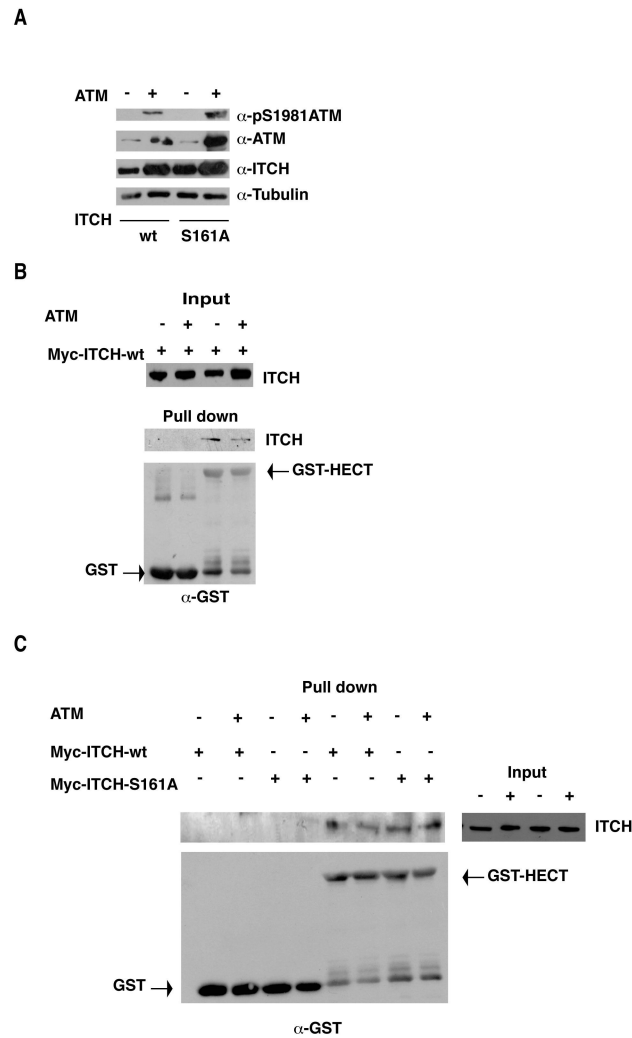 A
ATM - + - +
α-pS1981ATM
α-ATM
α-ITCH
α-Tubulin
ITCH
wt S161A
B
Input
ATM - + - +
Myc-ITCH-wt + + + +
ITCH
Pull down
ITCH
GST-HECT
GST
α-GST
C
Pull down
ATM - + - + - + - +
Myc-ITCH-wt + + - - + + - -
Myc-ITCH-S161A - - + + - - + +
Input
- + - +
ITCH
GST-HECT
GST
α-GST